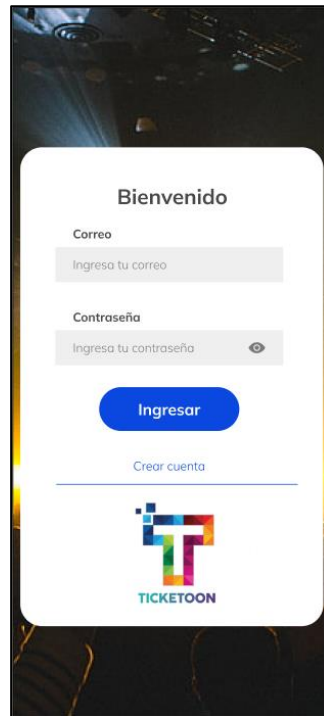 Bienvenido
Correo
Ingresa tu correo
Contraseña
Ingresa tu contraseña
Ingresar
Crear cuenta
TICKETOON